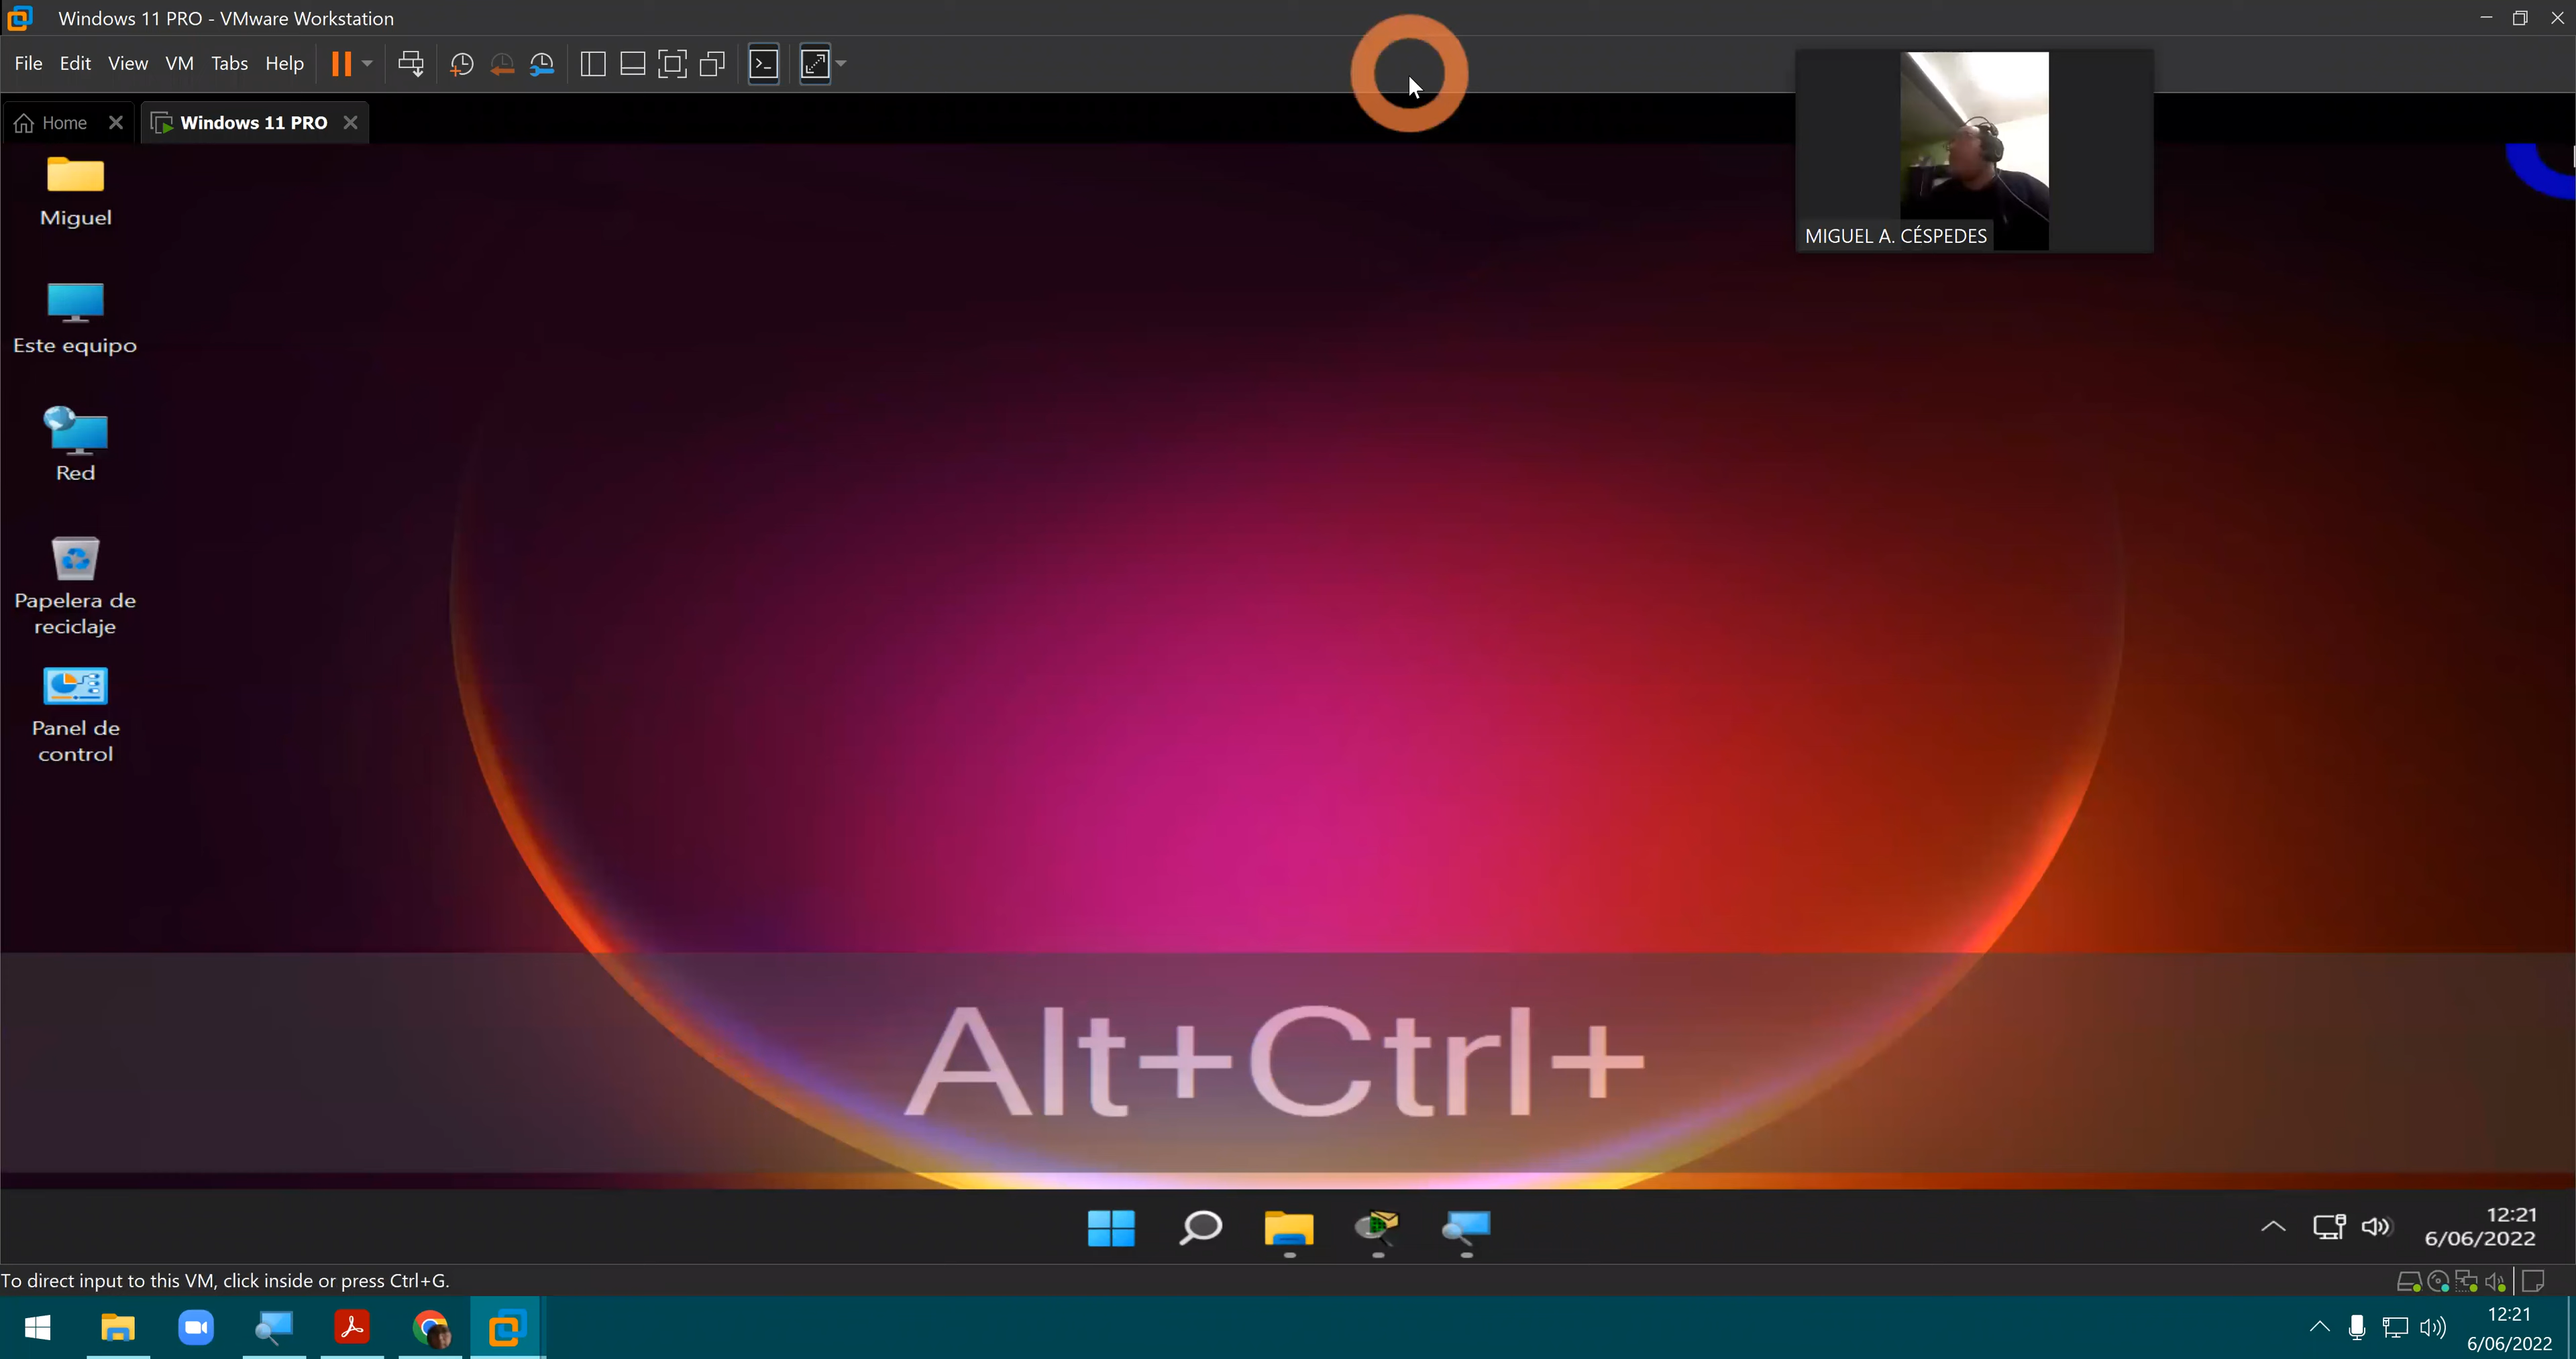 Windows 11 PRO - VMware Workstation
File Edit View VM Tabs Help
Home
Windows 11 PRO
MIGUEL A. CÉSPEDES
Miguel
Este equipo
Red
Papelera de
reciclaje
Panel de
control
Alt+Ctrl+
12:21
6/06/2022
To direct input to this VM, click inside or press Ctrl+G.
12:21
6/06/2022